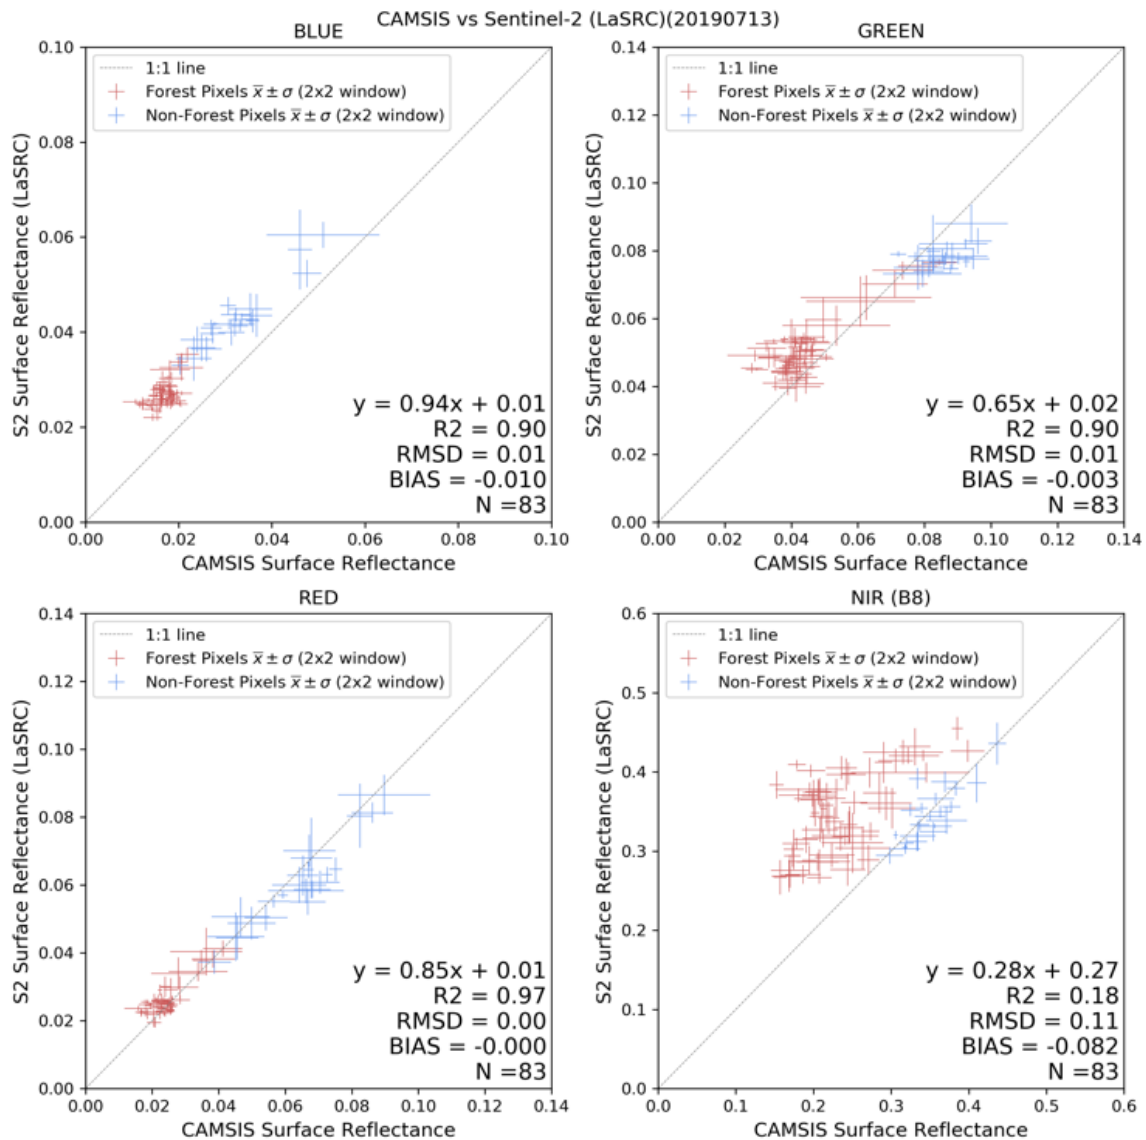 CAMSIS vs Sentinel-2 (LaSRC)(20190713)
BLUE
1:1 line
Forest Pixels x̅ ± σ (2x2 window)
Non-Forest Pixels x̅ ± σ (2x2 window)
S2 Surface Reflectance (LaSRC)
0.10
0.08
0.06
0.04
0.02
0.00
y = 0.94x + 0.01
R2 = 0.90
RMSD = 0.01
BIAS = -0.010
N =83
0.00 0.02 0.04 0.06 0.08 0.10
CAMSIS Surface Reflectance
GREEN
1:1 line
Forest Pixels x̅ ± σ (2x2 window)
Non-Forest Pixels x̅ ± σ (2x2 window)
S2 Surface Reflectance (LaSRC)
0.14
0.12
0.10
0.08
0.06
0.04
0.02
0.00
y = 0.65x + 0.02
R2 = 0.90
RMSD = 0.01
BIAS = -0.003
N =83
0.00 0.02 0.04 0.06 0.08 0.10 0.12 0.14
CAMSIS Surface Reflectance
RED
1:1 line
Forest Pixels x̅ ± σ (2x2 window)
Non-Forest Pixels x̅ ± σ (2x2 window)
S2 Surface Reflectance (LaSRC)
0.14
0.12
0.10
0.08
0.06
0.04
0.02
0.00
y = 0.85x + 0.01
R2 = 0.97
RMSD = 0.00
BIAS = -0.000
N =83
0.00 0.02 0.04 0.06 0.08 0.10 0.12 0.14
CAMSIS Surface Reflectance
NIR (B8)
1:1 line
Forest Pixels x̅ ± σ (2x2 window)
Non-Forest Pixels x̅ ± σ (2x2 window)
S2 Surface Reflectance (LaSRC)
0.6
0.5
0.4
0.3
0.2
0.1
0.0
y = 0.28x + 0.27
R2 = 0.18
RMSD = 0.11
BIAS = -0.082
N =83
0.0 0.1 0.2 0.3 0.4 0.5 0.6
CAMSIS Surface Reflectance